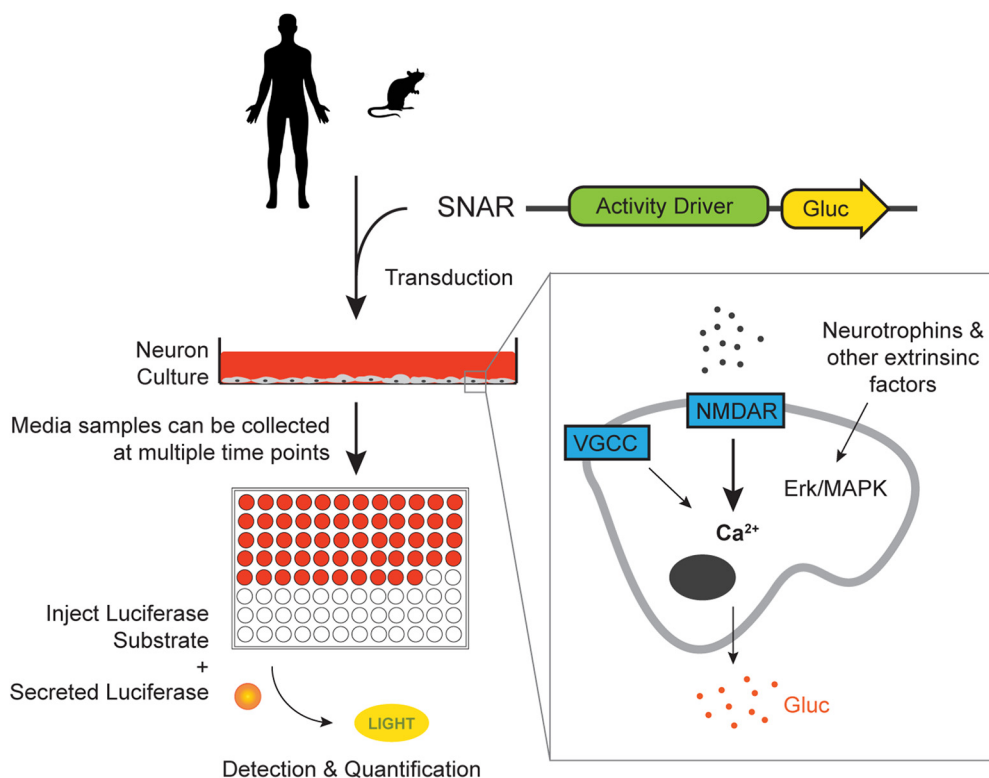 SNAR
Activity Driver
Gluc
Transduction
Neuron
Culture
Media samples can be collected
at multiple time points
Inject Luciferase
Substrate
+
Secreted Luciferase
LIGHT
Detection & Quantification
Neurotrophins &
other extrinsinc
factors
NMDAR
VGCC
Erk/MAPK
Ca²⁺
Gluc